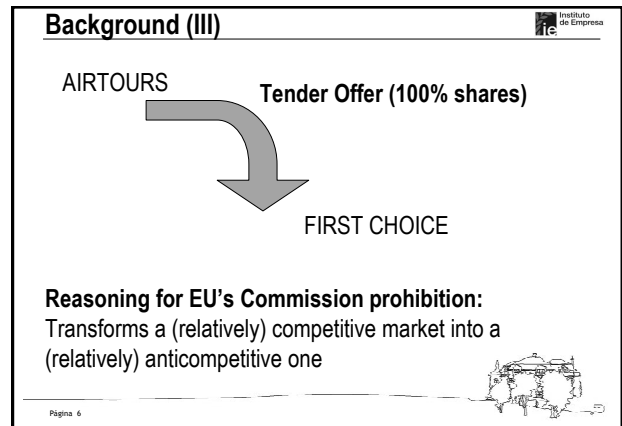 Background (III)
ie
Instituto
de Empresa
AIRTOURS
Tender Offer (100% shares)
FIRST CHOICE
Reasoning for EU's Commission prohibition:
Transforms a (relatively) competitive market into a
(relatively) anticompetitive one
Página 6